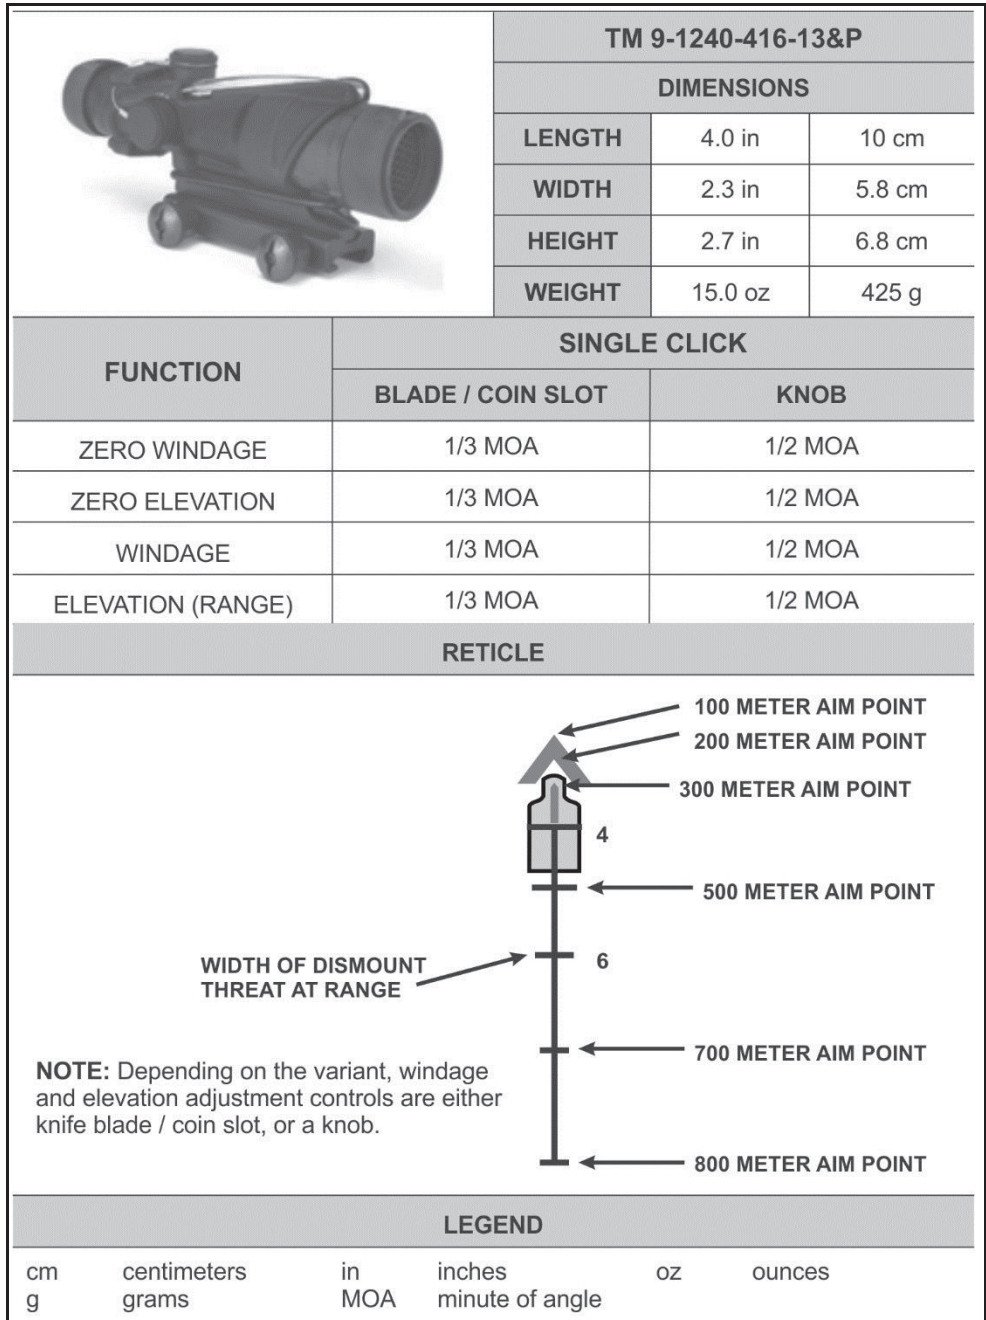 TM 9-1240-416-13&P
DIMENSIONS
LENGTH 4.0 in 10 cm
WIDTH 2.3 in 5.8 cm
HEIGHT 2.7 in 6.8 cm
WEIGHT 15.0 oz 425 g
FUNCTION
SINGLE CLICK
BLADE / COIN SLOT KNOB
ZERO WINDAGE 1/3 MOA 1/2 MOA
ZERO ELEVATION 1/3 MOA 1/2 MOA
WINDAGE 1/3 MOA 1/2 MOA
ELEVATION (RANGE) 1/3 MOA 1/2 MOA
RETICLE
100 METER AIM POINT
200 METER AIM POINT
300 METER AIM POINT
4
500 METER AIM POINT
WIDTH OF DISMOUNT
THREAT AT RANGE
6
700 METER AIM POINT
NOTE: Depending on the variant, windage
and elevation adjustment controls are either
knife blade / coin slot, or a knob.
800 METER AIM POINT
LEGEND
cm centimeters in inches oz ounces
g grams MOA minute of angle